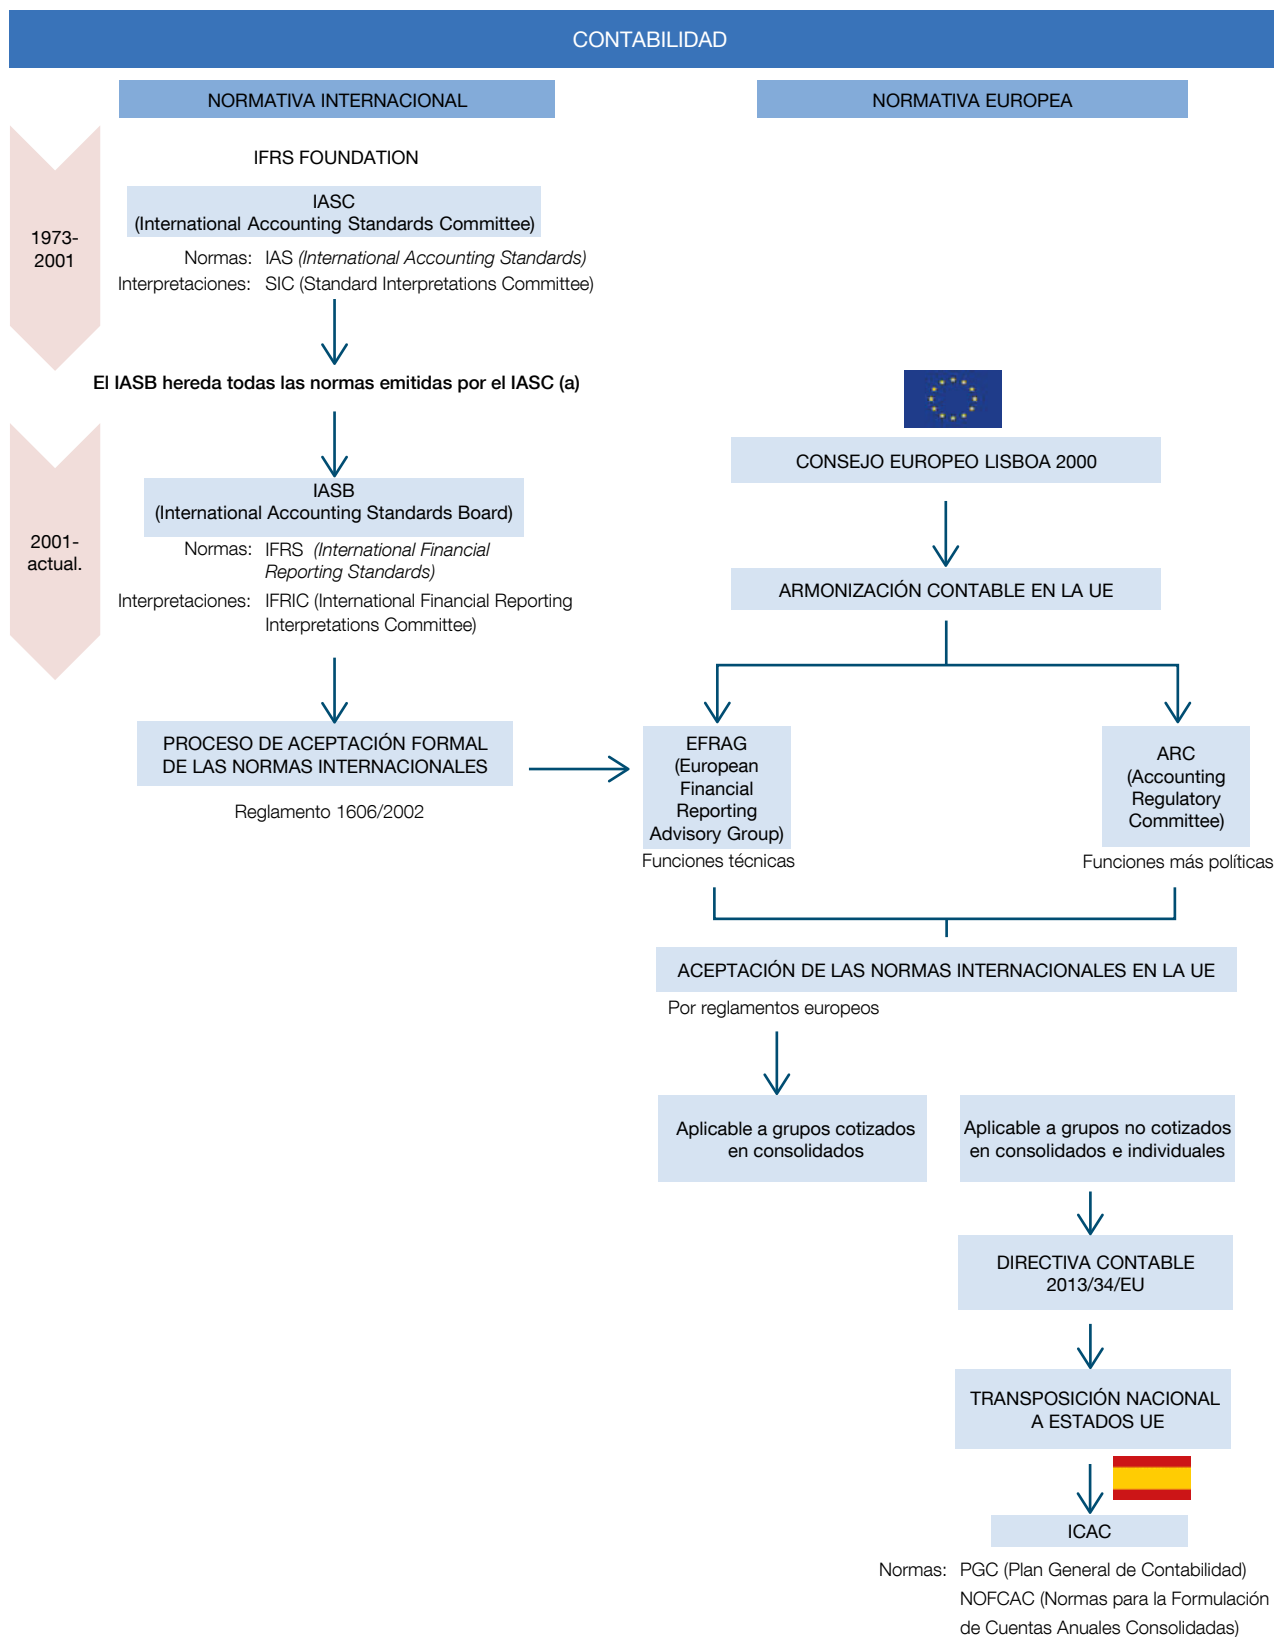 CONTABILIDAD
NORMATIVA INTERNACIONAL
IFRS FOUNDATION
1973-
2001
IASC
(International Accounting Standards Committee)
Normas: IAS (International Accounting Standards)
Interpretaciones: SIC (Standard Interpretations Committee)
El IASB hereda todas las normas emitidas por el IASC (a)
2001-
actual.
IASB
(International Accounting Standards Board)
Normas: IFRS (International Financial
Reporting Standards)
Interpretaciones: IFRIC (International Financial Reporting
Interpretations Committee)
PROCESO DE ACEPTACIÓN FORMAL
DE LAS NORMAS INTERNACIONALES
Reglamento 1606/2002
NORMATIVA EUROPEA
CONSEJO EUROPEO LISBOA 2000
ARMONIZACIÓN CONTABLE EN LA UE
EFRAG
(European
Financial
Reporting
Advisory Group)
Funciones técnicas
ARC
(Accounting
Regulatory
Committee)
Funciones más políticas
ACEPTACIÓN DE LAS NORMAS INTERNACIONALES EN LA UE
Por reglamentos europeos
Aplicable a grupos cotizados
en consolidados
Aplicable a grupos no cotizados
en consolidados e individuales
DIRECTIVA CONTABLE
2013/34/EU
TRANSPOSICIÓN NACIONAL
A ESTADOS UE
ICAC
Normas: PGC (Plan General de Contabilidad)
NOFCAC (Normas para la Formulación
de Cuentas Anuales Consolidadas)